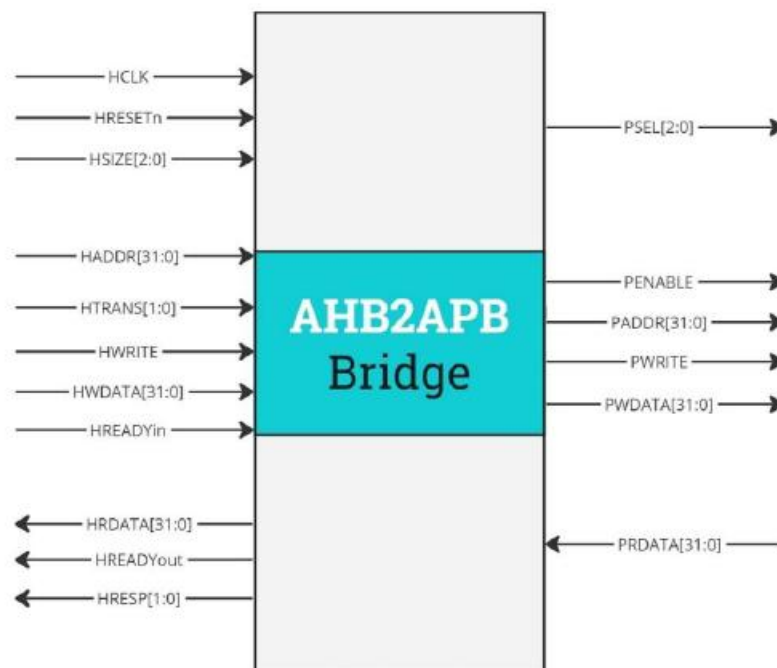 HCLK
HRESETn
HSIZE[2:0]
HADDR[31:0]
HTRANS[1:0]
HWRITE
HWDATA[31:0]
HREADYin
HRDATA[31:0]
HREADYout
HRESP[1:0]
AHB2APB
Bridge
PSEL[2:0]
PENABLE
PADDR[31:0]
PWRITE
PWDATA[31:0]
PRDATA[31:0]